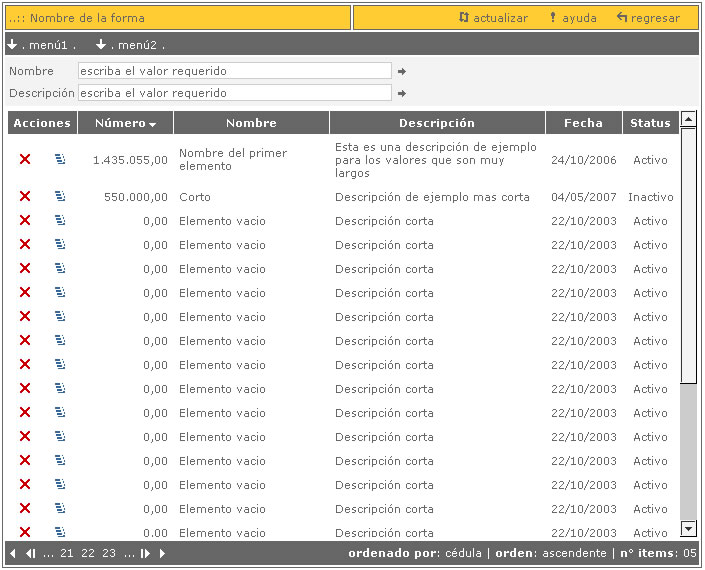 ..:: Nombre de la forma actualizar ayuda regresar
. menú1 . . menú2 .
Nombre escriba el valor requerido
Descripción escriba el valor requerido
Acciones Número Nombre Descripción Fecha Status
1.435.055,00 Nombre del primer elemento Esta es una descripción de ejemplo para los valores que son muy largos 24/10/2006 Activo
550.000,00 Corto Descripción de ejemplo mas corta 04/05/2007 Inactivo
0,00 Elemento vacio Descripción corta 22/10/2003 Activo
0,00 Elemento vacio Descripción corta 22/10/2003 Activo
0,00 Elemento vacio Descripción corta 22/10/2003 Activo
0,00 Elemento vacio Descripción corta 22/10/2003 Activo
0,00 Elemento vacio Descripción corta 22/10/2003 Activo
0,00 Elemento vacio Descripción corta 22/10/2003 Activo
0,00 Elemento vacio Descripción corta 22/10/2003 Activo
0,00 Elemento vacio Descripción corta 22/10/2003 Activo
0,00 Elemento vacio Descripción corta 22/10/2003 Activo
0,00 Elemento vacio Descripción corta 22/10/2003 Activo
0,00 Elemento vacio Descripción corta 22/10/2003 Activo
0,00 Elemento vacio Descripción corta 22/10/2003 Activo
0,00 Elemento vacio Descripción corta 22/10/2003 Activo
0,00 Elemento vacio Descripción corta 22/10/2003 Activo
... 21 22 23 ... ordenado por: cédula | orden: ascendente | n° items: 05